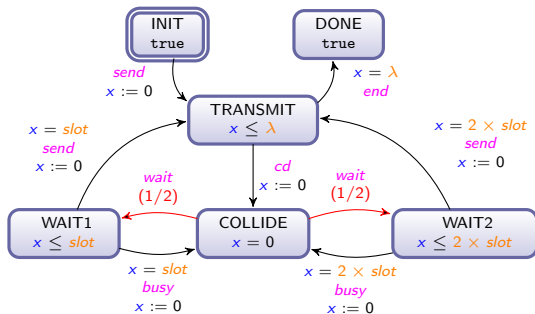 INIT
true
DONE
true
send
x := 0
x = λ
end
TRANSMIT
x ≤ λ
x = slot
send
x := 0
x = 2 × slot
send
x := 0
cd
x := 0
wait
(1/2)
wait
(1/2)
WAIT1
x ≤ slot
COLLIDE
x = 0
WAIT2
x ≤ 2 × slot
x = slot
busy
x := 0
x = 2 × slot
busy
x := 0